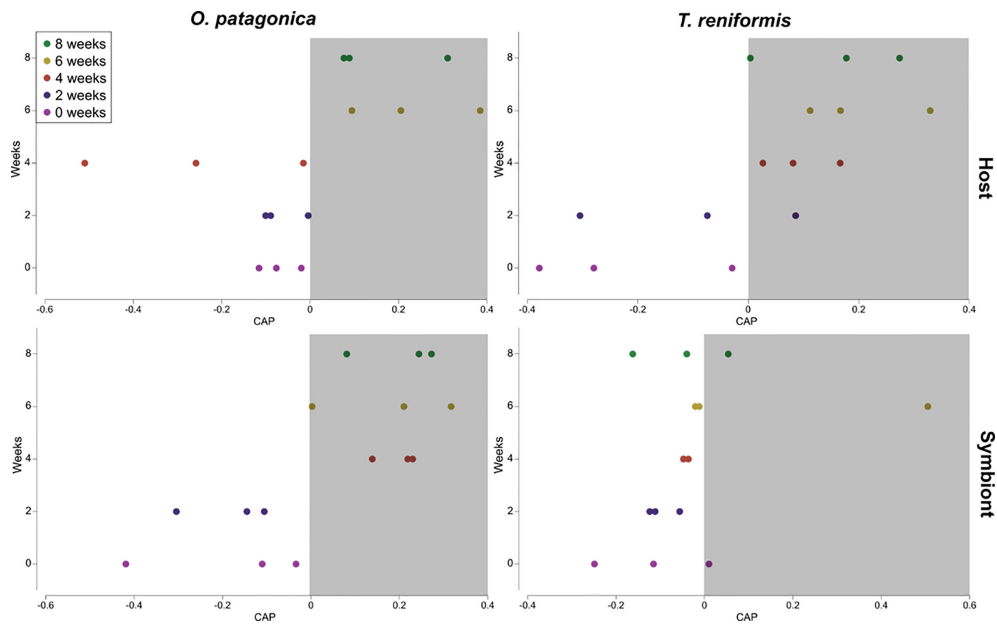 O. patagonica
T. reniformis
8 weeks
6 weeks
4 weeks
2 weeks
0 weeks
8
6
4
2
0
Weeks
-0.6 -0.4 -0.2 0 0.2 0.4
CAP
8
6
4
2
0
Weeks
-0.4 -0.2 0 0.2 0.4
CAP
Host
8
6
4
2
0
Weeks
-0.6 -0.4 -0.2 0 0.2 0.4
CAP
8
6
4
2
0
Weeks
-0.4 -0.2 0 0.2 0.4 0.6
CAP
Symbiont